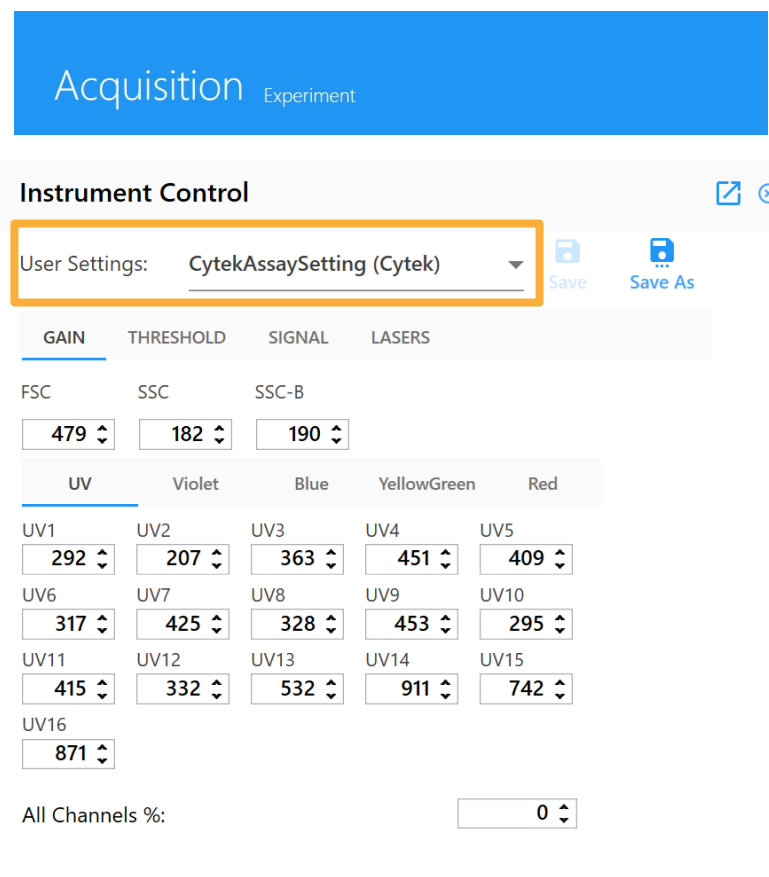 Acquisition Experiment
Instrument Control
User Settings: CytekAssaySetting (Cytek) Save Save As
GAIN THRESHOLD SIGNAL LASERS
FSC SSC SSC-B
479 182 190
UV Violet Blue YellowGreen Red
UV1 UV2 UV3 UV4 UV5
292 207 363 451 409
UV6 UV7 UV8 UV9 UV10
317 425 328 453 295
UV11 UV12 UV13 UV14 UV15
415 332 532 911 742
UV16
871
All Channels %: 0